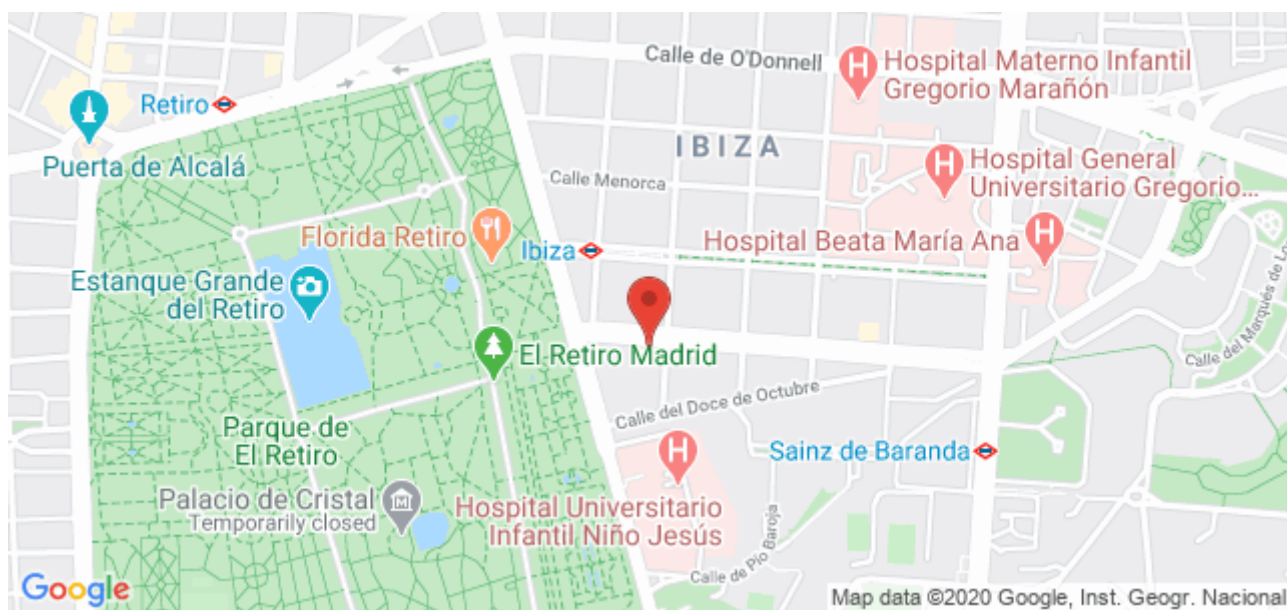 Calle de O'Donnell
Hospital Materno Infantil
Gregorio Marañón
Retiro
IBIZA
Puerta de Alcalá
Hospital General
Universitario Gregorio...
Calle Menorca
Florida Retiro
Ibiza
Hospital Beata María Ana
Estanque Grande
del Retiro
Calle del Marqués de L
El Retiro Madrid
Calle del Doce de Octubre
Parque de
El Retiro
Sainz de Baranda
Palacio de Cristal
Temporarily closed
Hospital Universitario
Infantil Niño Jesús
Calle de Pío Baroja
Google
Map data ©2020 Google, Inst. Geogr. Nacional